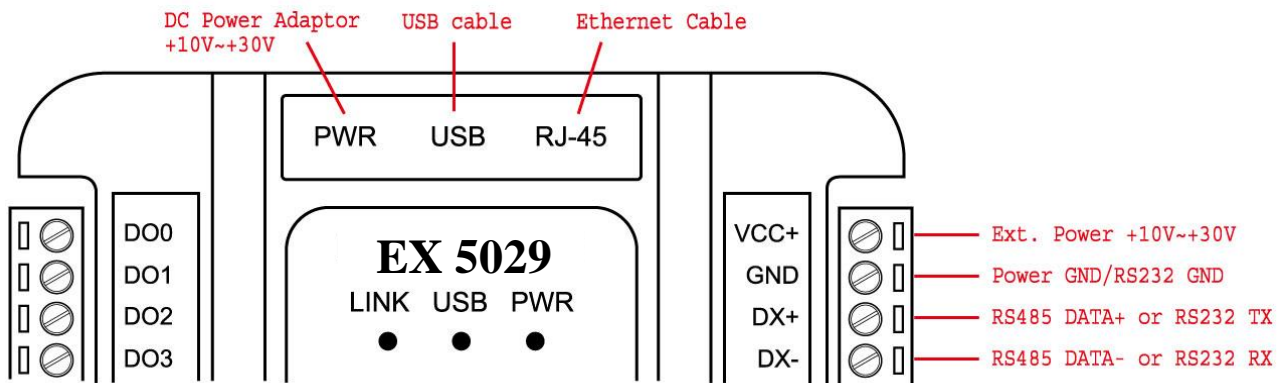 DC Power Adaptor
+10V~+30V
USB cable
Ethernet Cable
PWR USB RJ-45
EX 5029
LINK USB PWR
DO0
DO1
DO2
DO3
VCC+
GND
DX+
DX-
Ext. Power +10V~+30V
Power GND/RS232 GND
RS485 DATA+ or RS232 TX
RS485 DATA- or RS232 RX